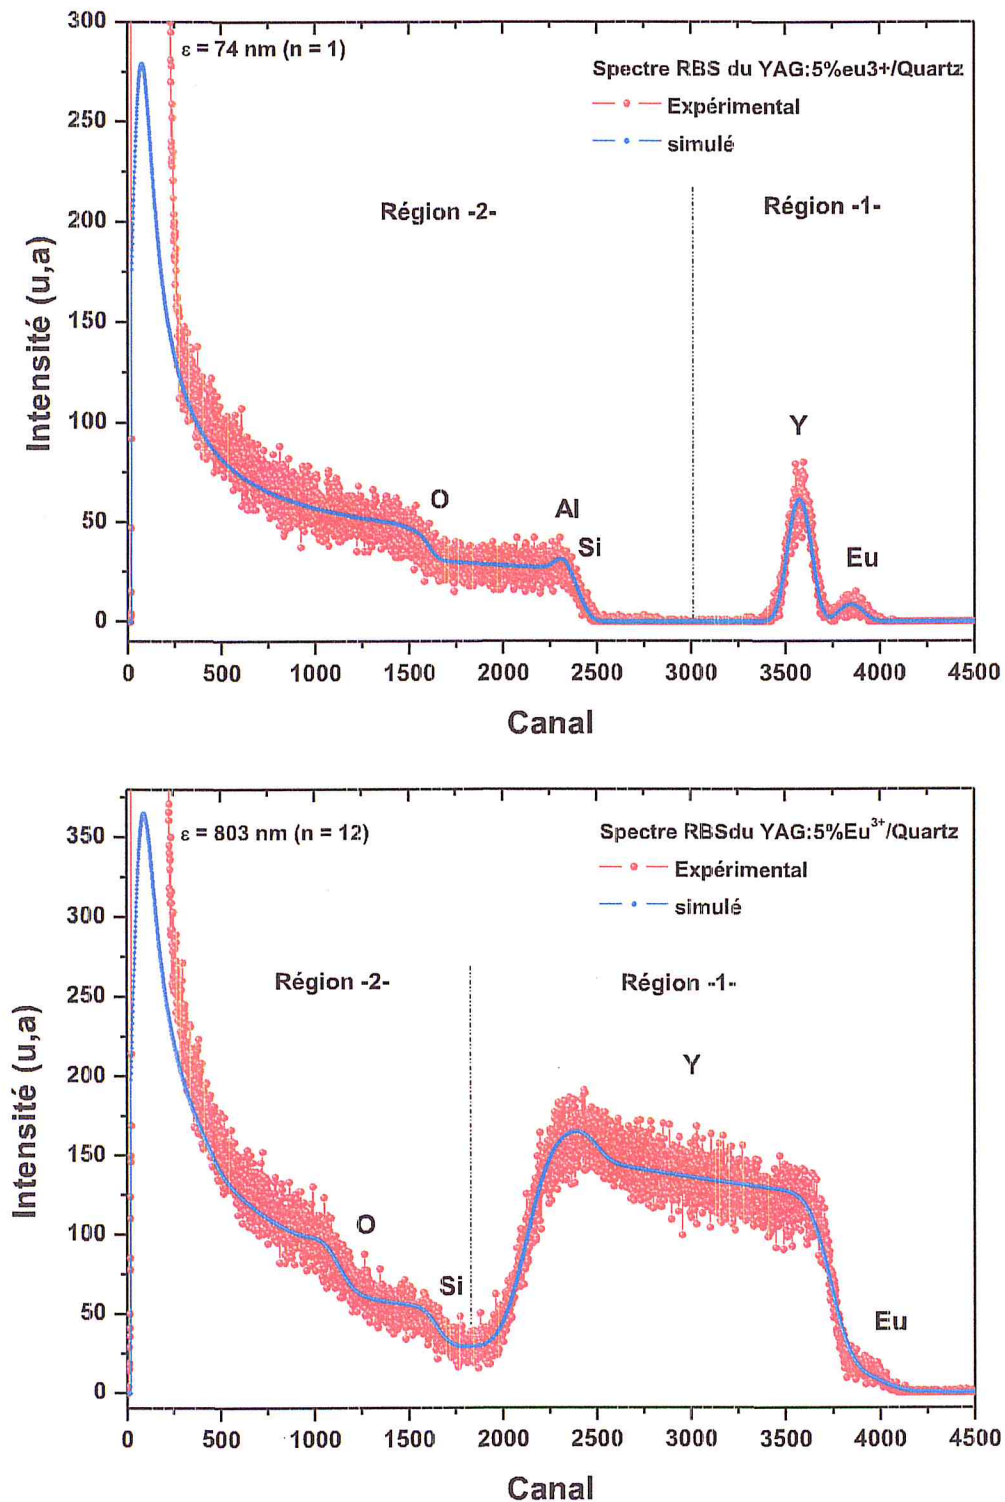 ε = 74 nm (n = 1)
Spectre RBS du YAG:5%eu3+/Quartz
Expérimental
simulé
Région -2-
Région -1-
Y
O
Al
Si
Eu
300
250
200
150
100
50
0
Intensité (u,a)
0 500 1000 1500 2000 2500 3000 3500 4000 4500
Canal
ε = 803 nm (n = 12)
Spectre RBSdu YAG:5%Eu³⁺/Quartz
Expérimental
simulé
Région -2-
Région -1-
Y
O
Si
Eu
350
300
250
200
150
100
50
0
Intensité (u,a)
0 500 1000 1500 2000 2500 3000 3500 4000 4500
Canal